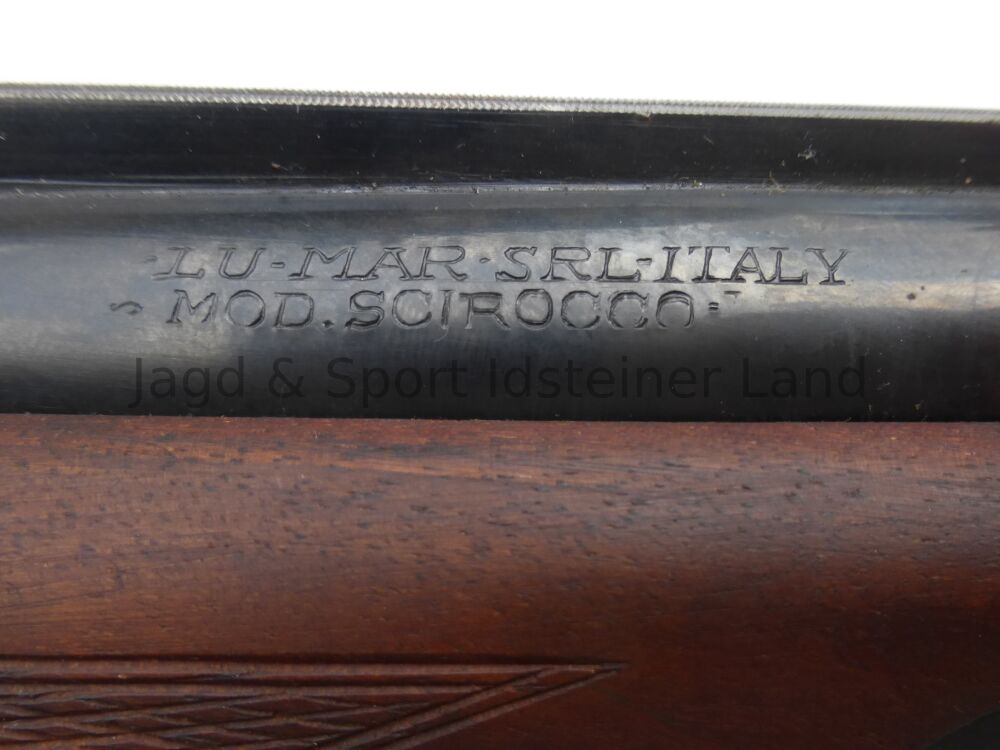 -LU-MAR·SRL-ITALY
~ MOD.SCIROCCO-
Jagd & Sport Idsteiner Land